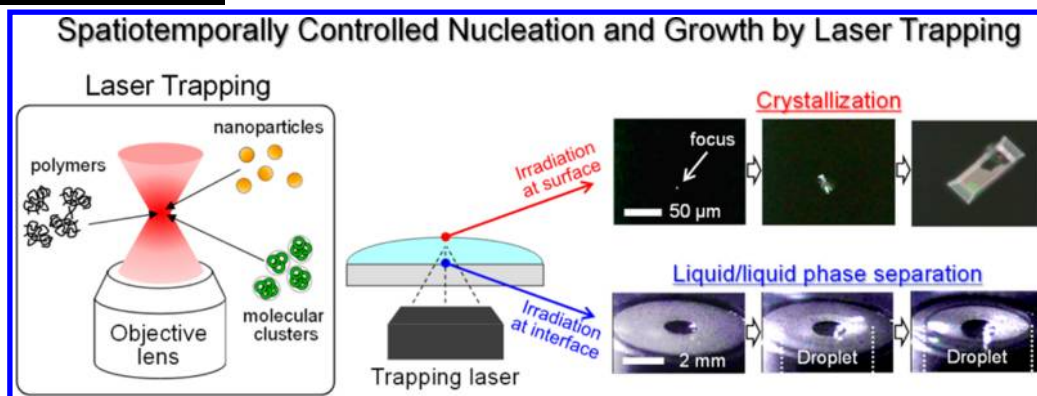 Spatiotemporally Controlled Nucleation and Growth by Laser Trapping
Laser Trapping
nanoparticles
polymers
molecular
clusters
Objective
lens
Irradiation
at surface
Irradiation
at interface
Trapping laser
Crystallization
focus
50 μm
Liquid/liquid phase separation
2 mm
Droplet
Droplet